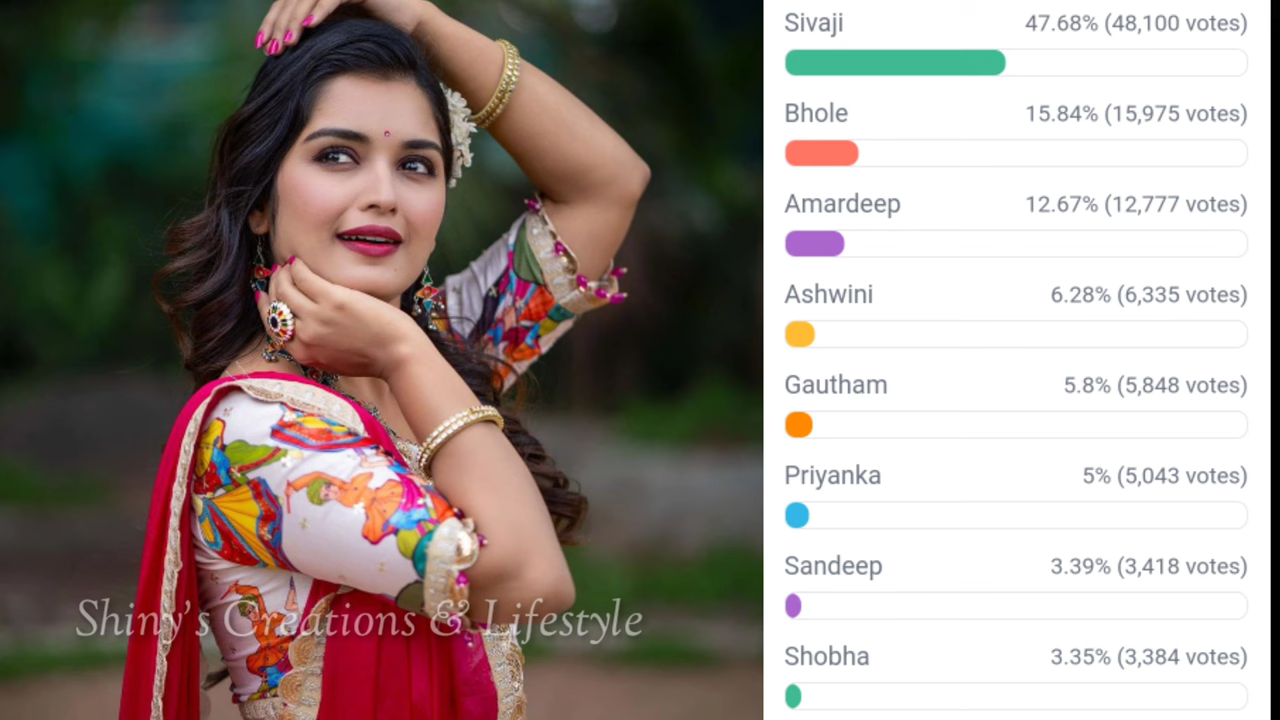 Sivaji 47.68% (48,100 votes)
Bhole 15.84% (15,975 votes)
Amardeep 12.67% (12,777 votes)
Ashwini 6.28% (6,335 votes)
Gautham 5.8% (5,848 votes)
Priyanka 5% (5,043 votes)
Sandeep 3.39% (3,418 votes)
Shobha 3.35% (3,384 votes)
Shiny's Creations & Lifestyle